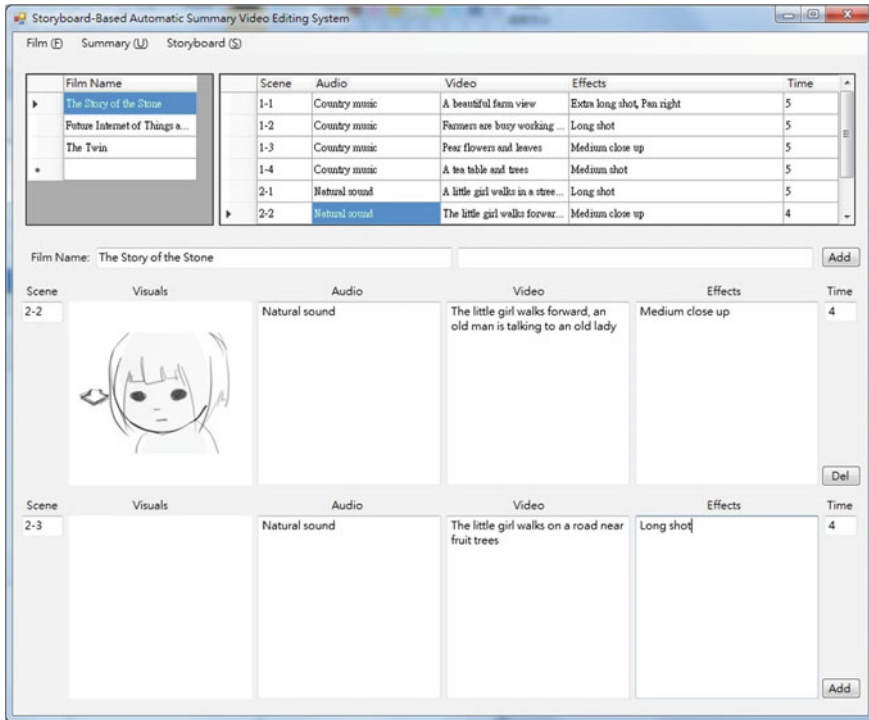 Storyboard-Based Automatic Summary Video Editing System
Film (F) Summary (U) Storyboard (S)
Film Name
The Story of the Stone
Future Internet of Things a...
The Twin
Scene Audio Video Effects Time
1-1 Country music A beautiful farm view Extra long shot, Pan right 5
1-2 Country music Farmers are busy working ... Long shot 5
1-3 Country music Pear flowers and leaves Medium close up 5
1-4 Country music A tea table and trees Medium shot 5
2-1 Natural sound A little girl walks in a stree... Long shot 5
2-2 Natural sound The little girl walks forwar... Medium close up 4
Film Name: The Story of the Stone Add
Scene Visuals Audio Video Effects Time
2-2 Natural sound The little girl walks forward, an Medium close up 4
old man is talking to an old lady
Del
Scene Visuals Audio Video Effects Time
2-3 Natural sound The little girl walks on a road near Long shot 4
fruit trees
Add